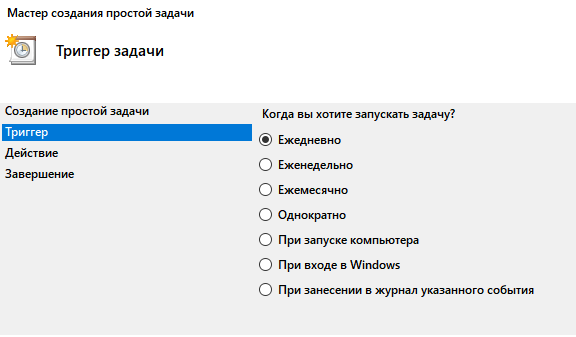 Мастер создания простой задачи
Триггер задачи
Создание простой задачи
Триггер
Действие
Завершение
Когда вы хотите запускать задачу?
Ежедневно
Еженедельно
Ежемесячно
Однократно
При запуске компьютера
При входе в Windows
При занесении в журнал указанного события